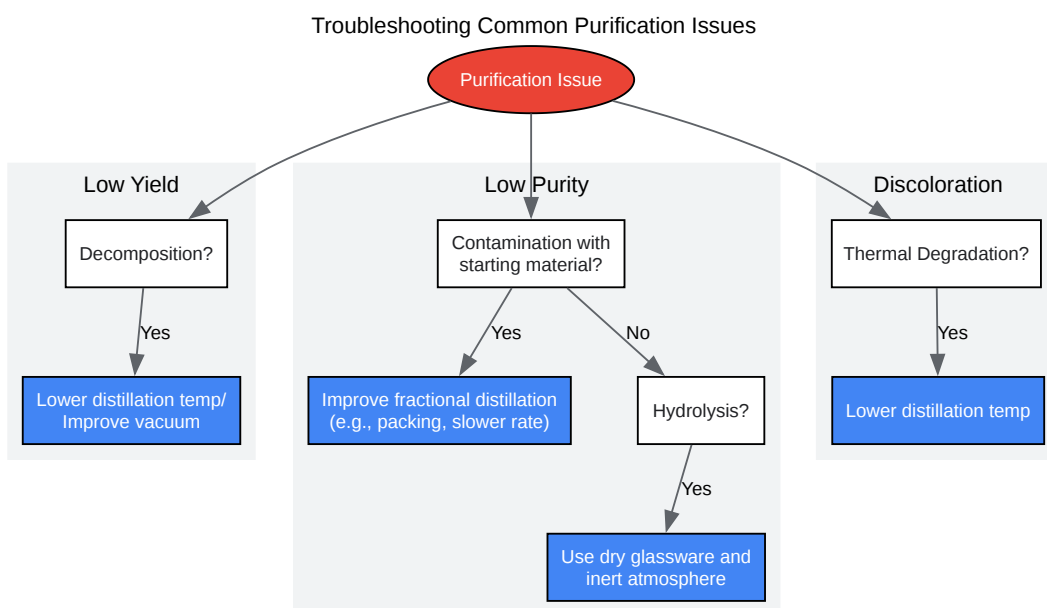 Troubleshooting Common Purification Issues
Purification Issue
Low Yield
Decomposition?
Yes
Lower distillation temp/
Improve vacuum
Low Purity
Contamination with
starting material?
Yes
No
Improve fractional distillation
(e.g., packing, slower rate)
Hydrolysis?
Yes
Use dry glassware and
inert atmosphere
Discoloration
Thermal Degradation?
Yes
Lower distillation temp